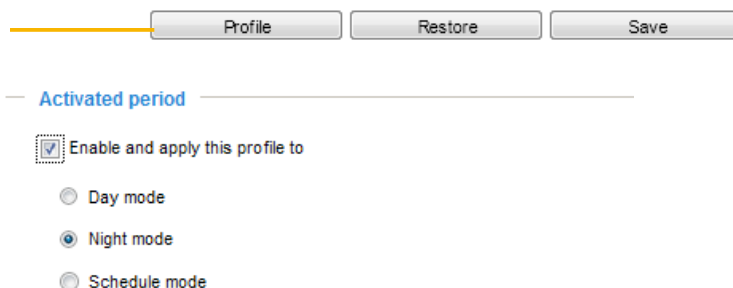 Profile Restore Save
Activated period
Enable and apply this profile to
Day mode
Night mode
Schedule mode